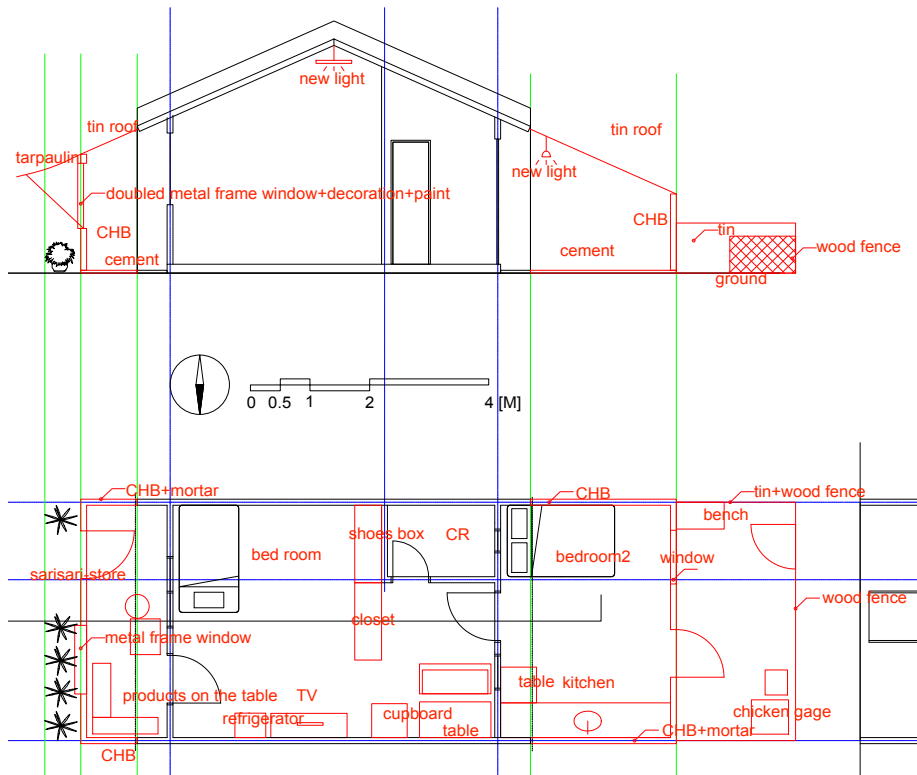 new light
tin roof
tin roof
tarpaulin
new light
doubled metal frame window+decoration+paint
CHB
CHB
tin
wood fence
cement
cement
ground
0 0.5 1 2 4 [M]
CHB+mortar
CHB
tin+wood fence
bench
shoes box
CR
bed room
bedroom2
window
sarisari-store
wood fence
closet
metal frame window
products on the table
TV
table
kitchen
refrigerator
cupboard
chicken gage
table
CHB+mortar
CHB